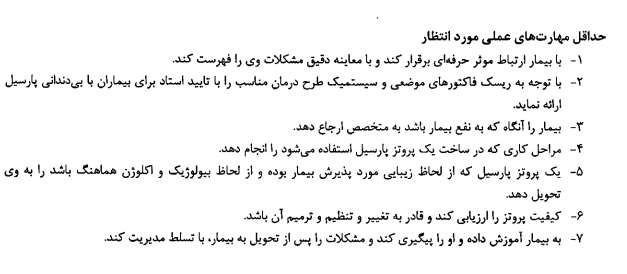 حداقل مهارت‌های عملی مورد انتظار
۱- با بیمار ارتباط موثر حرفه‌ای برقرار کند و با معاینه دقیق مشکلات وی را فهرست کند.
۲- با توجه به ریسک فاکتورهای موضعی و سیستمیک طرح درمان مناسب را با تایید استاد برای بیماران با بی‌دندانی پارسیل
ارائه نماید.
۳- بیمار را آنگاه که به نفع بیمار باشد به متخصص ارجاع دهد.
۴- مراحل کاری که در ساخت یک پروتز پارسیل استفاده می‌شود را انجام دهد.
۵- یک پروتز پارسیل که از لحاظ زیبایی مورد پذیرش بیمار بوده و از لحاظ بیولوژیک و اکلوژن هماهنگ باشد را به وی
تحویل دهد.
۶- کیفیت پروتز را ارزیابی کند و قادر به تغییر و تنظیم و ترمیم آن باشد.
۷- به بیمار آموزش داده و او را پیگیری کند و مشکلات را پس از تحویل به بیمار، با تسلط مدیریت کند.